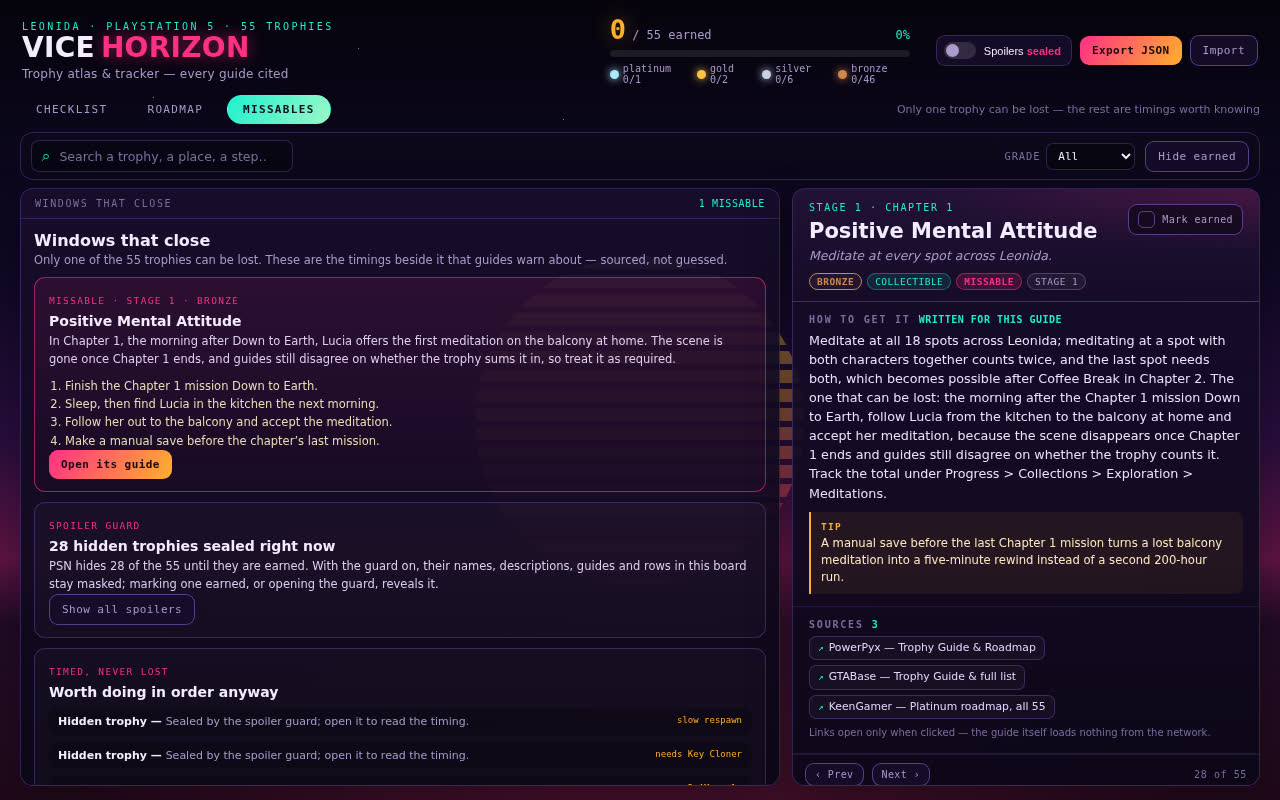 LEONIDA · PLAYSTATION 5 · 55 TROPHIES
VICE HORIZON
Trophy atlas & tracker — every guide cited
0 / 55 earned 0%
platinum 0/1
gold 0/2
silver 0/6
bronze 0/46
Spoilers sealed
Export JSON
Import
CHECKLIST
ROADMAP
MISSABLES
Only one trophy can be lost — the rest are timings worth knowing
Search a trophy, a place, a step..
GRADE All
Hide earned
WINDOWS THAT CLOSE
1 MISSABLE
Windows that close
Only one of the 55 trophies can be lost. These are the timings beside it that guides warn about — sourced, not guessed.
MISSABLE · STAGE 1 · BRONZE
Positive Mental Attitude
In Chapter 1, the morning after Down to Earth, Lucia offers the first meditation on the balcony at home. The scene is
gone once Chapter 1 ends, and guides still disagree on whether the trophy sums it in, so treat it as required.
1. Finish the Chapter 1 mission Down to Earth.
2. Sleep, then find Lucia in the kitchen the next morning.
3. Follow her out to the balcony and accept the meditation.
4. Make a manual save before the chapter’s last mission.
Open its guide
SPOILER GUARD
28 hidden trophies sealed right now
PSN hides 28 of the 55 until they are earned. With the guard on, their names, descriptions, guides and rows in this board
stay masked; marking one earned, or opening the guard, reveals it.
Show all spoilers
TIMED, NEVER LOST
Worth doing in order anyway
Hidden trophy — Sealed by the spoiler guard; open it to read the timing. slow respawn
Hidden trophy — Sealed by the spoiler guard; open it to read the timing. needs Key Cloner
STAGE 1 · CHAPTER 1
Positive Mental Attitude
Mark earned
Meditate at every spot across Leonida.
BRONZE COLLECTIBLE MISSABLE STAGE 1
HOW TO GET IT WRITTEN FOR THIS GUIDE
Meditate at all 18 spots across Leonida; meditating at a spot with
both characters together counts twice, and the last spot needs
both, which becomes possible after Coffee Break in Chapter 2. The
one that can be lost: the morning after the Chapter 1 mission Down
to Earth, follow Lucia from the kitchen to the balcony at home and
accept her meditation, because the scene disappears once Chapter
1 ends and guides still disagree on whether the trophy counts it.
Track the total under Progress > Collections > Exploration >
Meditations.
TIP
A manual save before the last Chapter 1 mission turns a lost balcony
meditation into a five-minute rewind instead of a second 200-hour
run.
SOURCES 3
↗ PowerPyx — Trophy Guide & Roadmap
↗ GTABase — Trophy Guide & full list
↗ KeenGamer — Platinum roadmap, all 55
Links open only when clicked — the guide itself loads nothing from the network.
‹ Prev
Next ›
28 of 55